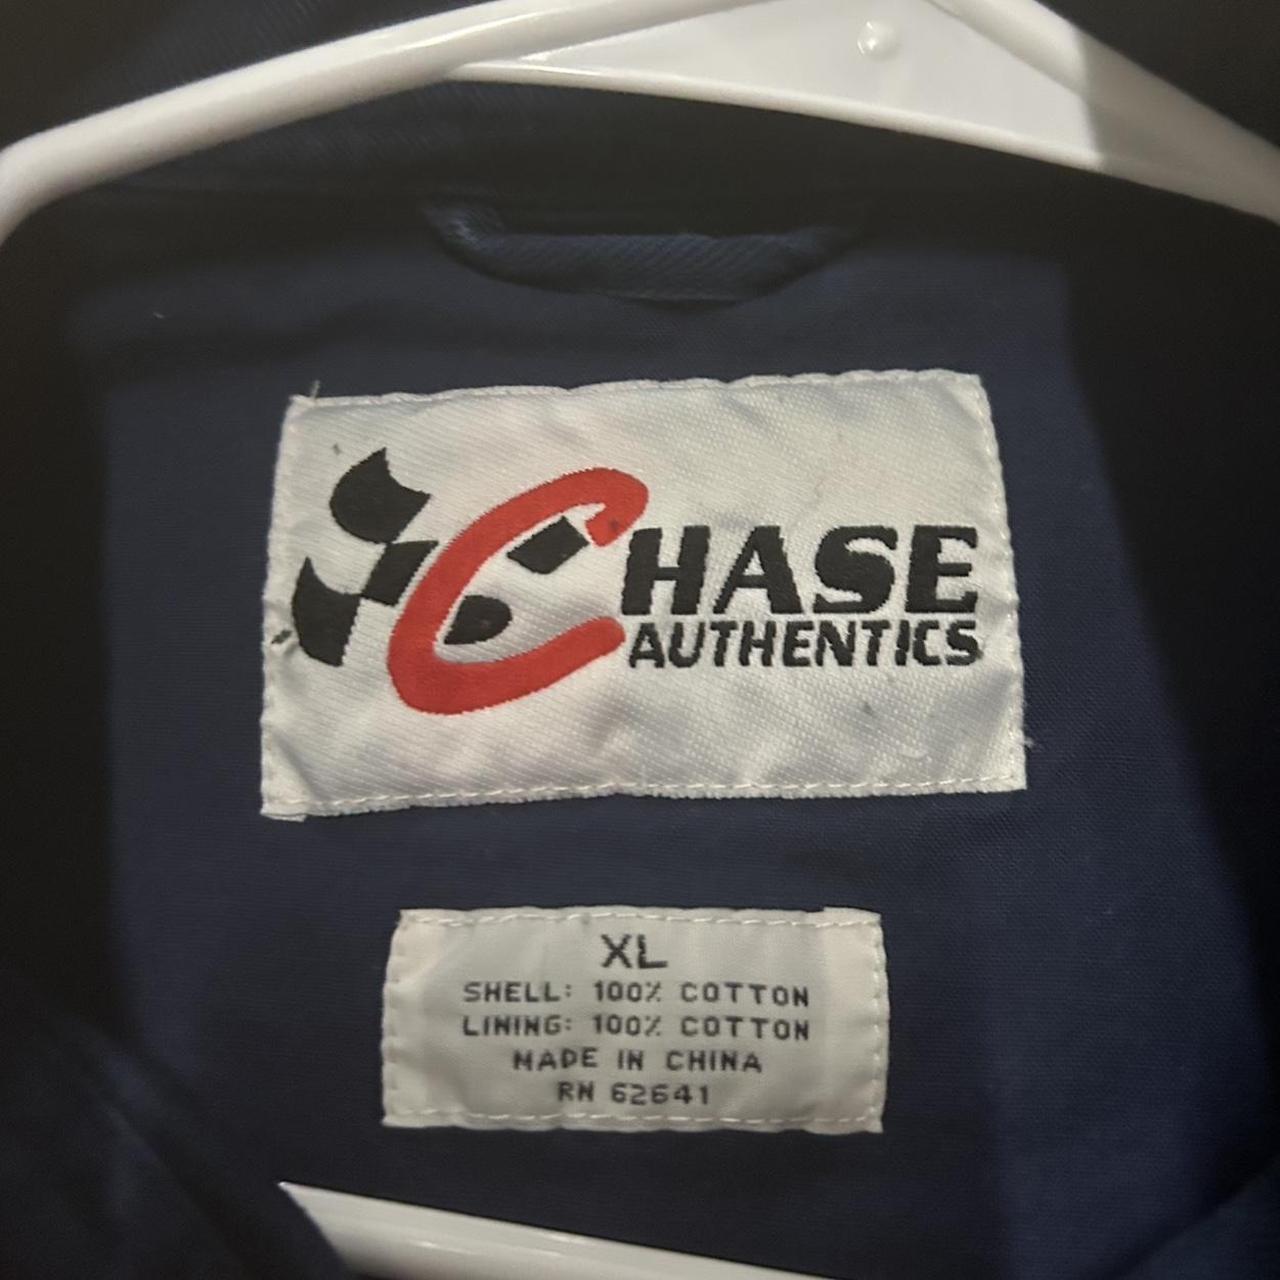 CHASE
AUTHENTICS
XL
SHELL: 100% COTTON
LINING: 100% COTTON
MADE IN CHINA
RN 62641